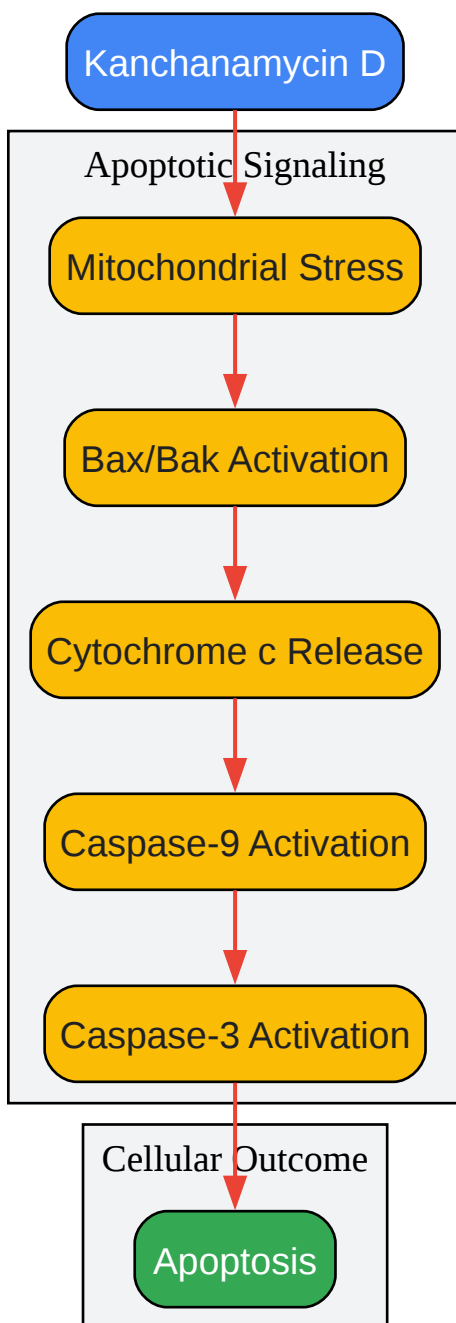 Kanchanamycin D
Apoptotic Signaling
Mitochondrial Stress
Bax/Bak Activation
Cytochrome c Release
Caspase-9 Activation
Caspase-3 Activation
Cellular Outcome
Apoptosis